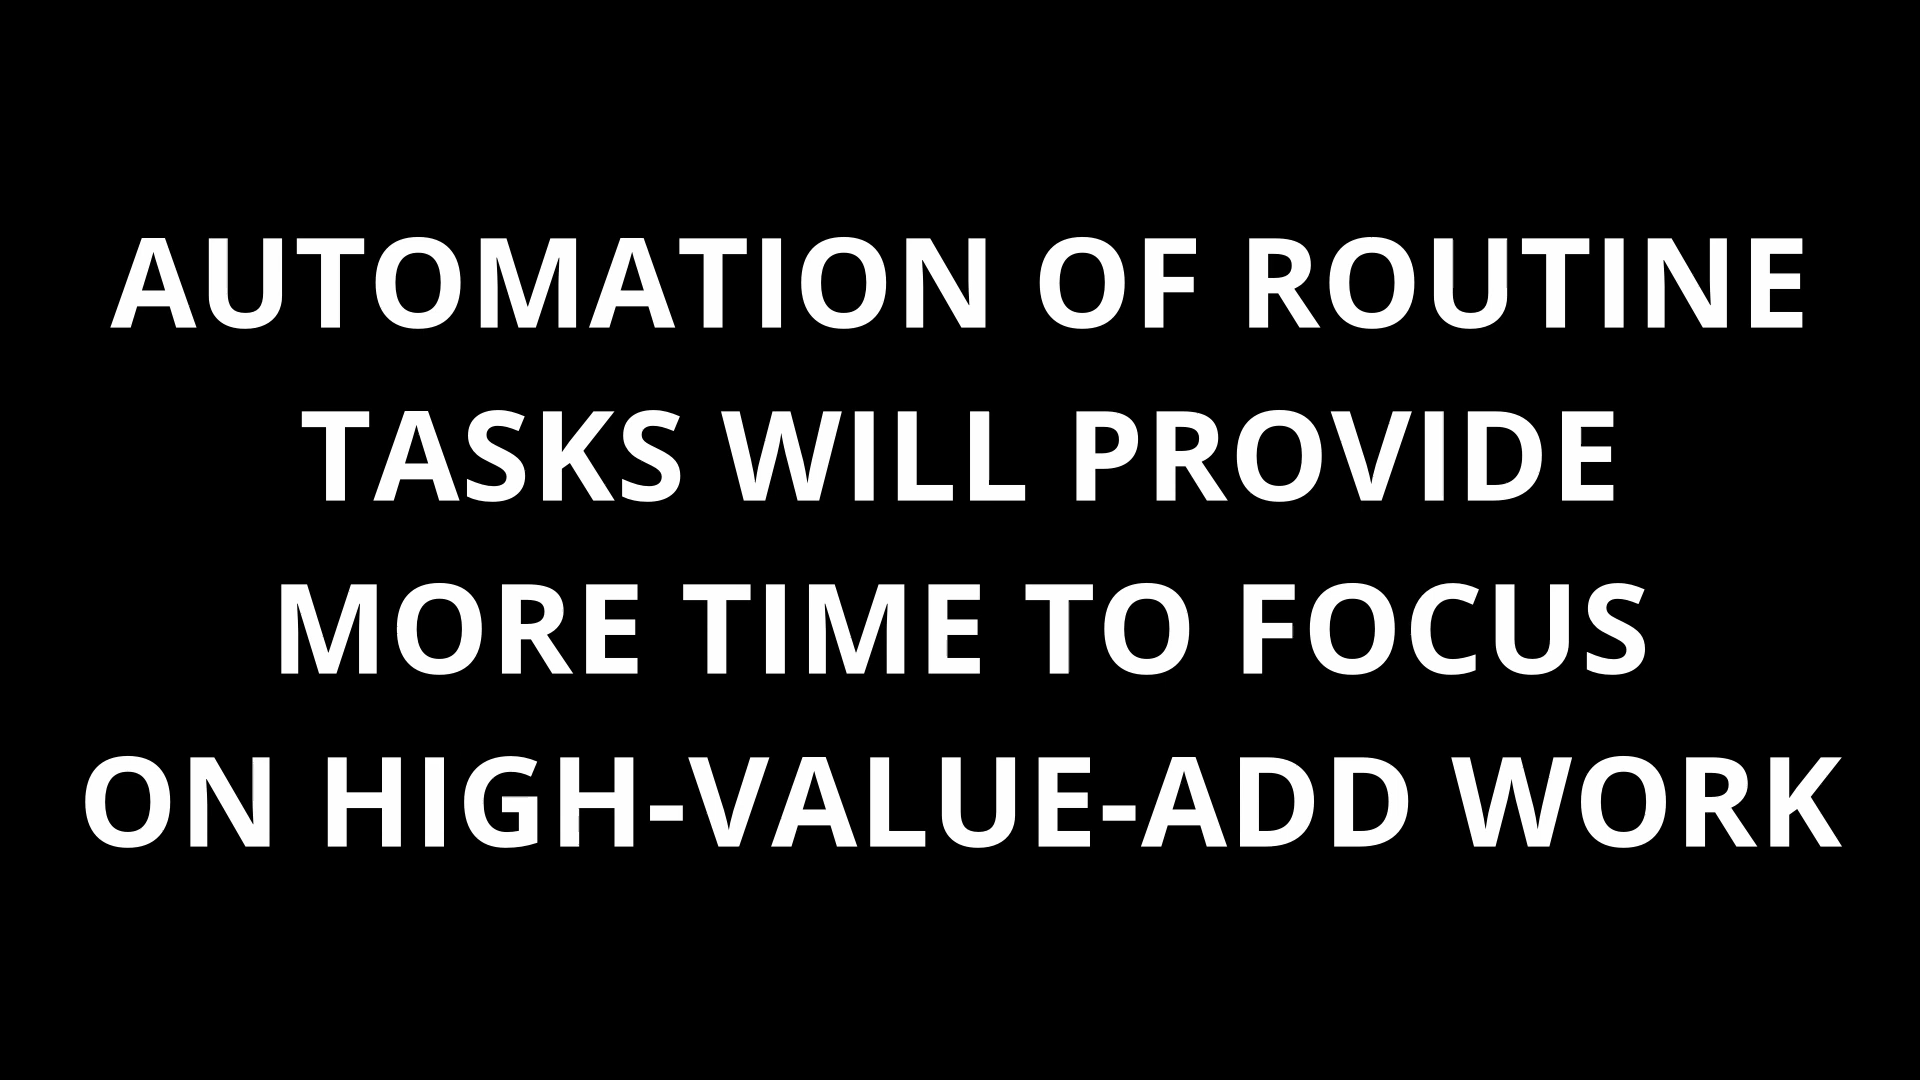 AUTOMATION OF ROUTINE
TASKS WILL PROVIDE
MORE TIME TO FOCUS
ON HIGH-VALUE-ADD WORK